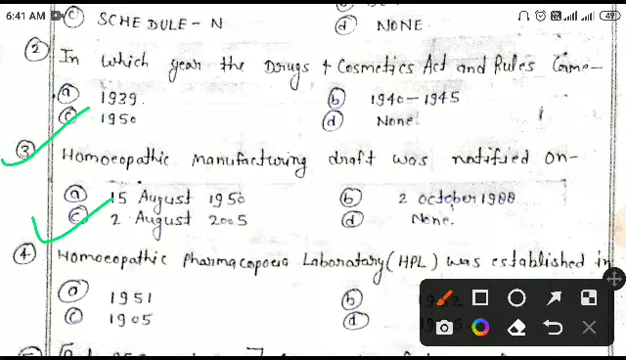 6:41 AM
49
(c) SCHEDULE-N (d) NONE.
(2) In which year the Drugs & Cosmetics Act and Rules Came-
(a) 1939. (b) 1940-1945
(c) 1950 (d) None.
(3) Homoeopathic manufacturing draft was notified on-
(a) 15 August 1950 (b) 2 October 1988
(c) 2 August 2005 (d) None.
(4) Homoeopathic Pharmacopoeia Laboratary (HPL) was established in
(a) 1951 (b)
(c) 1905 (d)